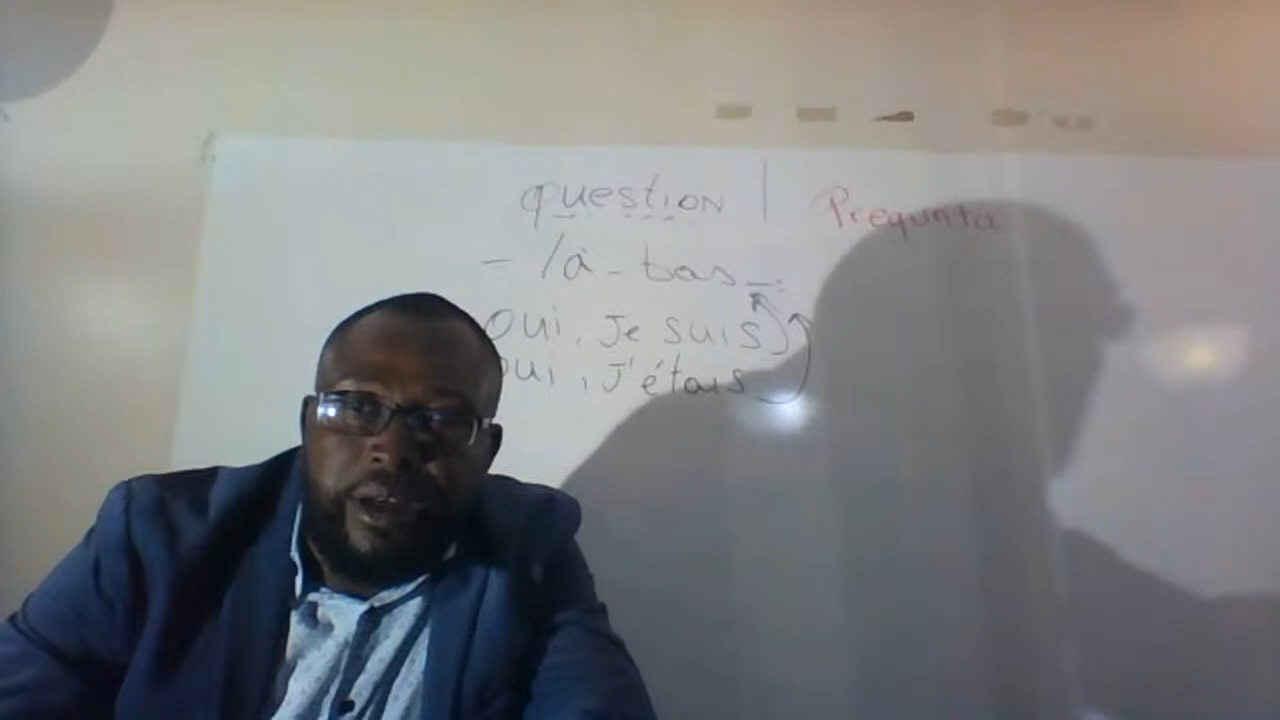 question | Pregunta
- là-bas _.
Oui, Je suis
oui, J'étais